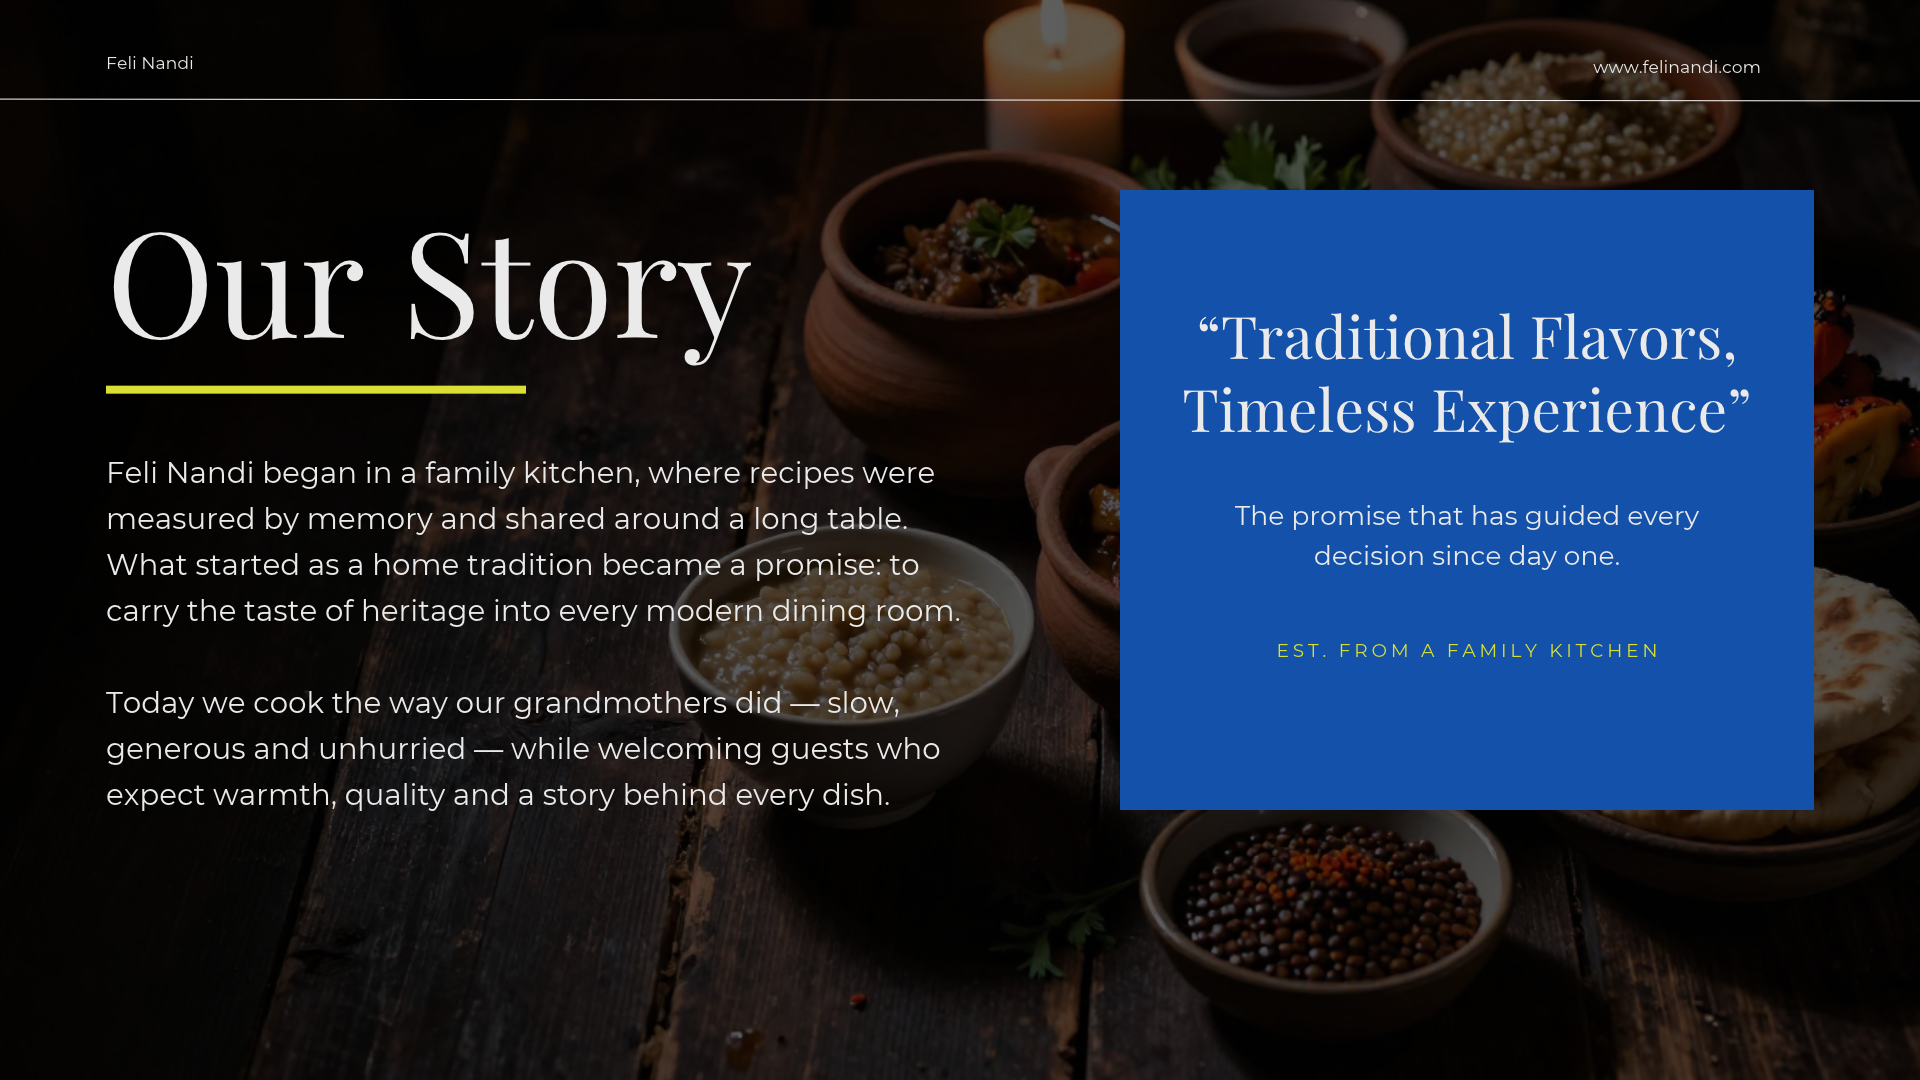 Feli Nandi
www.felinandi.com
Our Story
Feli Nandi began in a family kitchen, where recipes were
measured by memory and shared around a long table.
What started as a home tradition became a promise: to
carry the taste of heritage into every modern dining room.
Today we cook the way our grandmothers did — slow,
generous and unhurried — while welcoming guests who
expect warmth, quality and a story behind every dish.
“Traditional Flavors,
Timeless Experience”
The promise that has guided every
decision since day one.
EST. FROM A FAMILY KITCHEN